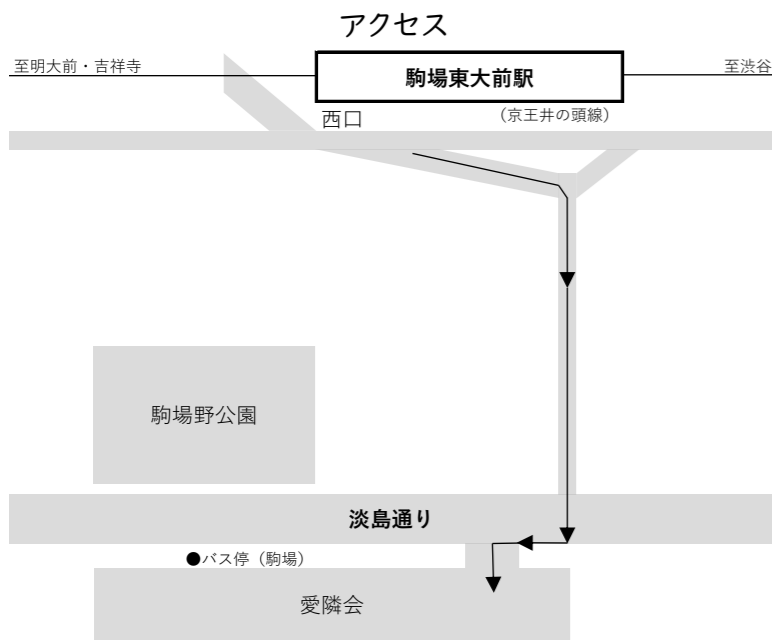 アクセス
至明大前・吉祥寺
駒場東大前駅
至渋谷
西口
(京王井の頭線)
駒場野公園
淡島通り
●バス停（駒場）
愛隣会